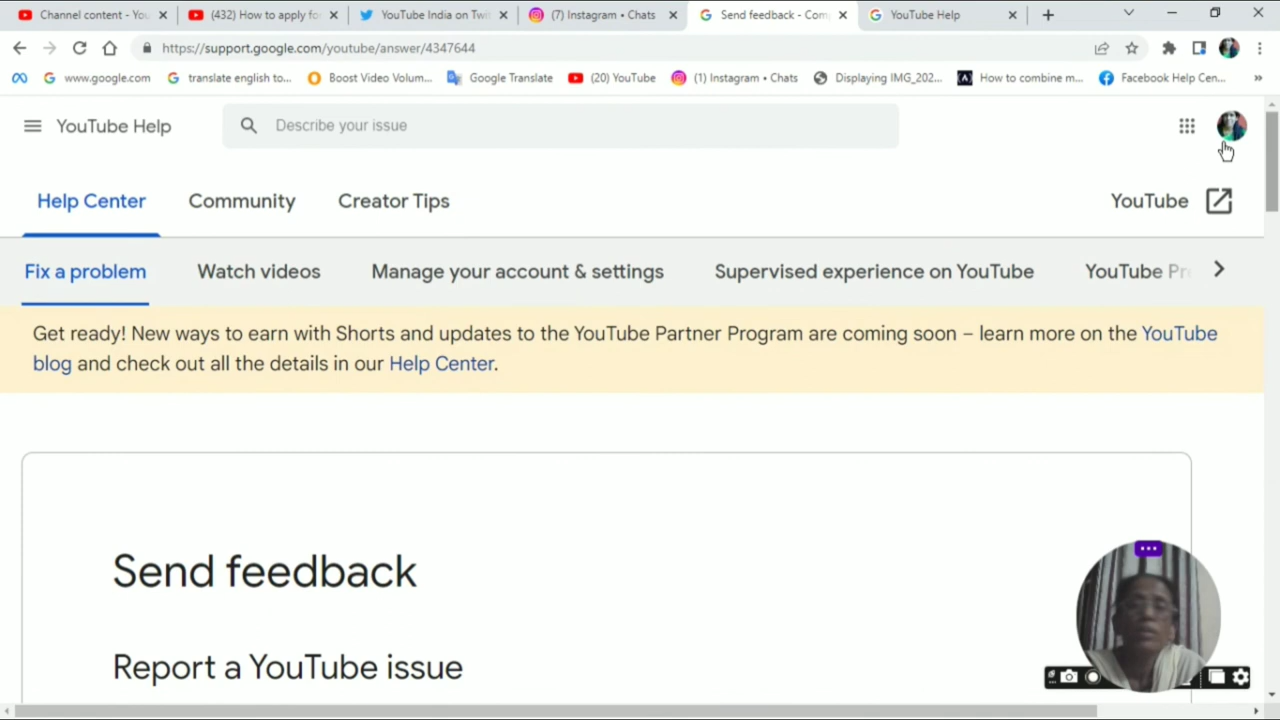 Channel content - You
(432) How to apply fo
YouTube India on Twit
(7) Instagram • Chats
Send feedback - Com
YouTube Help
https://support.google.com/youtube/answer/4347644
www.google.com
translate english to...
Boost Video Volum...
Google Translate
(20) YouTube
(1) Instagram • Chats
Displaying IMG_202...
How to combine m...
Facebook Help Cen...
YouTube Help
Describe your issue
Help Center
Community
Creator Tips
YouTube
Fix a problem
Watch videos
Manage your account & settings
Supervised experience on YouTube
YouTube Pr
Get ready! New ways to earn with Shorts and updates to the YouTube Partner Program are coming soon – learn more on the YouTube
blog and check out all the details in our Help Center.
Send feedback
Report a YouTube issue